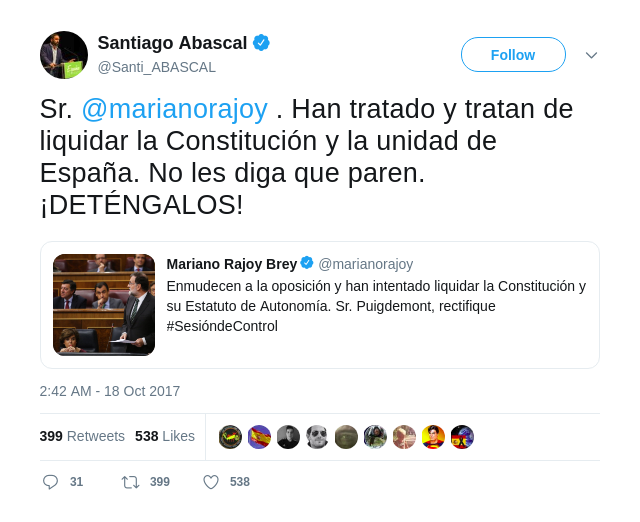 Santiago Abascal
@Santi_ABASCAL
Follow
Sr. @marianorajoy . Han tratado y tratan de
liquidar la Constitución y la unidad de
España. No les diga que paren.
¡DETÉNGALOS!
Mariano Rajoy Brey @marianorajoy
Enmudecen a la oposición y han intentado liquidar la Constitución y
su Estatuto de Autonomía. Sr. Puigdemont, rectifique
#SesióndeControl
2:42 AM - 18 Oct 2017
399 Retweets 538 Likes
31 399 538